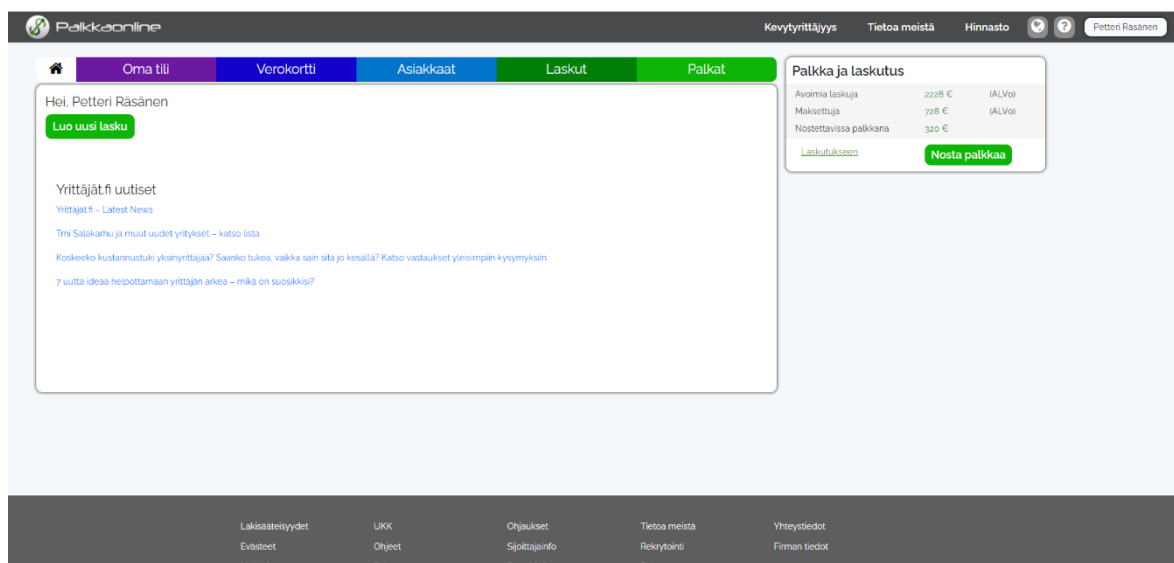 Palkkaonline
Kevytyrittäjyys Tietoa meistä Hinnasto ? Petteri Räsänen
Oma tili Verokortti Asiakkaat Laskut Palkat
Hei, Petteri Räsänen
Luo uusi lasku
Yrittäjät.fi uutiset
Yrittäjät.fi – Latest News
Tmi Salakarhu ja muut uudet yritykset – katso lista
Koskeeko kustannustuki yksinyrittäjää? Saanko tukea, vaikka sain sitä jo kesällä? Katso vastaukset yleisimpiin kysymyksiin
7 uutta ideaa helpottamaan yrittäjän arkea – mikä on suosikkisi?
Palkka ja laskutus
Avoimia laskuja 2228 € (ALV0)
Maksettuja 728 € (ALV0)
Nostettavissa palkkana 320 €
Laskutukseen Nosta palkkaa
Lakisääteisyydet UKK Ohjaukset Tietoa meistä Yhteystiedot
Evästeet Ohjeet Sijoittajainfo Rekrytointi Firman tiedot